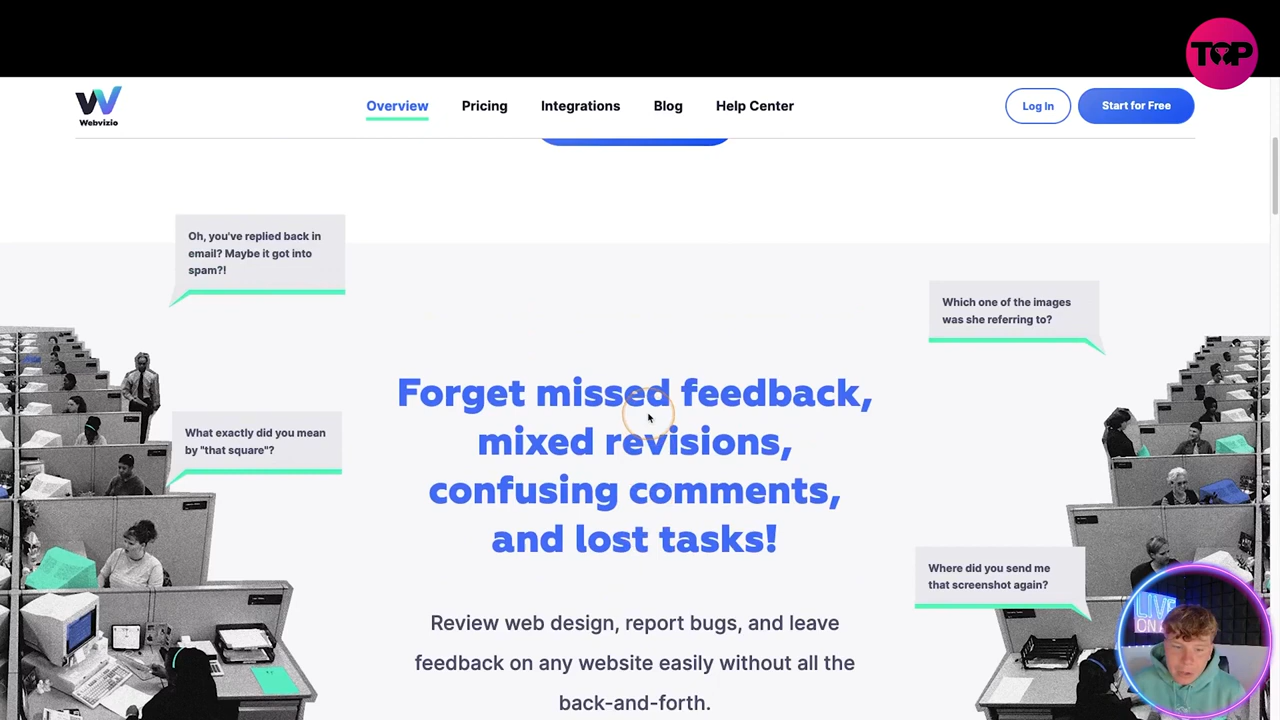 TOP
Webvizio
Overview
Pricing
Integrations
Blog
Help Center
Log In
Start for Free
Oh, you've replied back in
email? Maybe it got into
spam?!
Which one of the images
was she referring to?
Forget missed feedback,
mixed revisions,
confusing comments,
and lost tasks!
What exactly did you mean
by "that square"?
Where did you send me
that screenshot again?
Review web design, report bugs, and leave
feedback on any website easily without all the
back-and-forth.
LIVE
ON